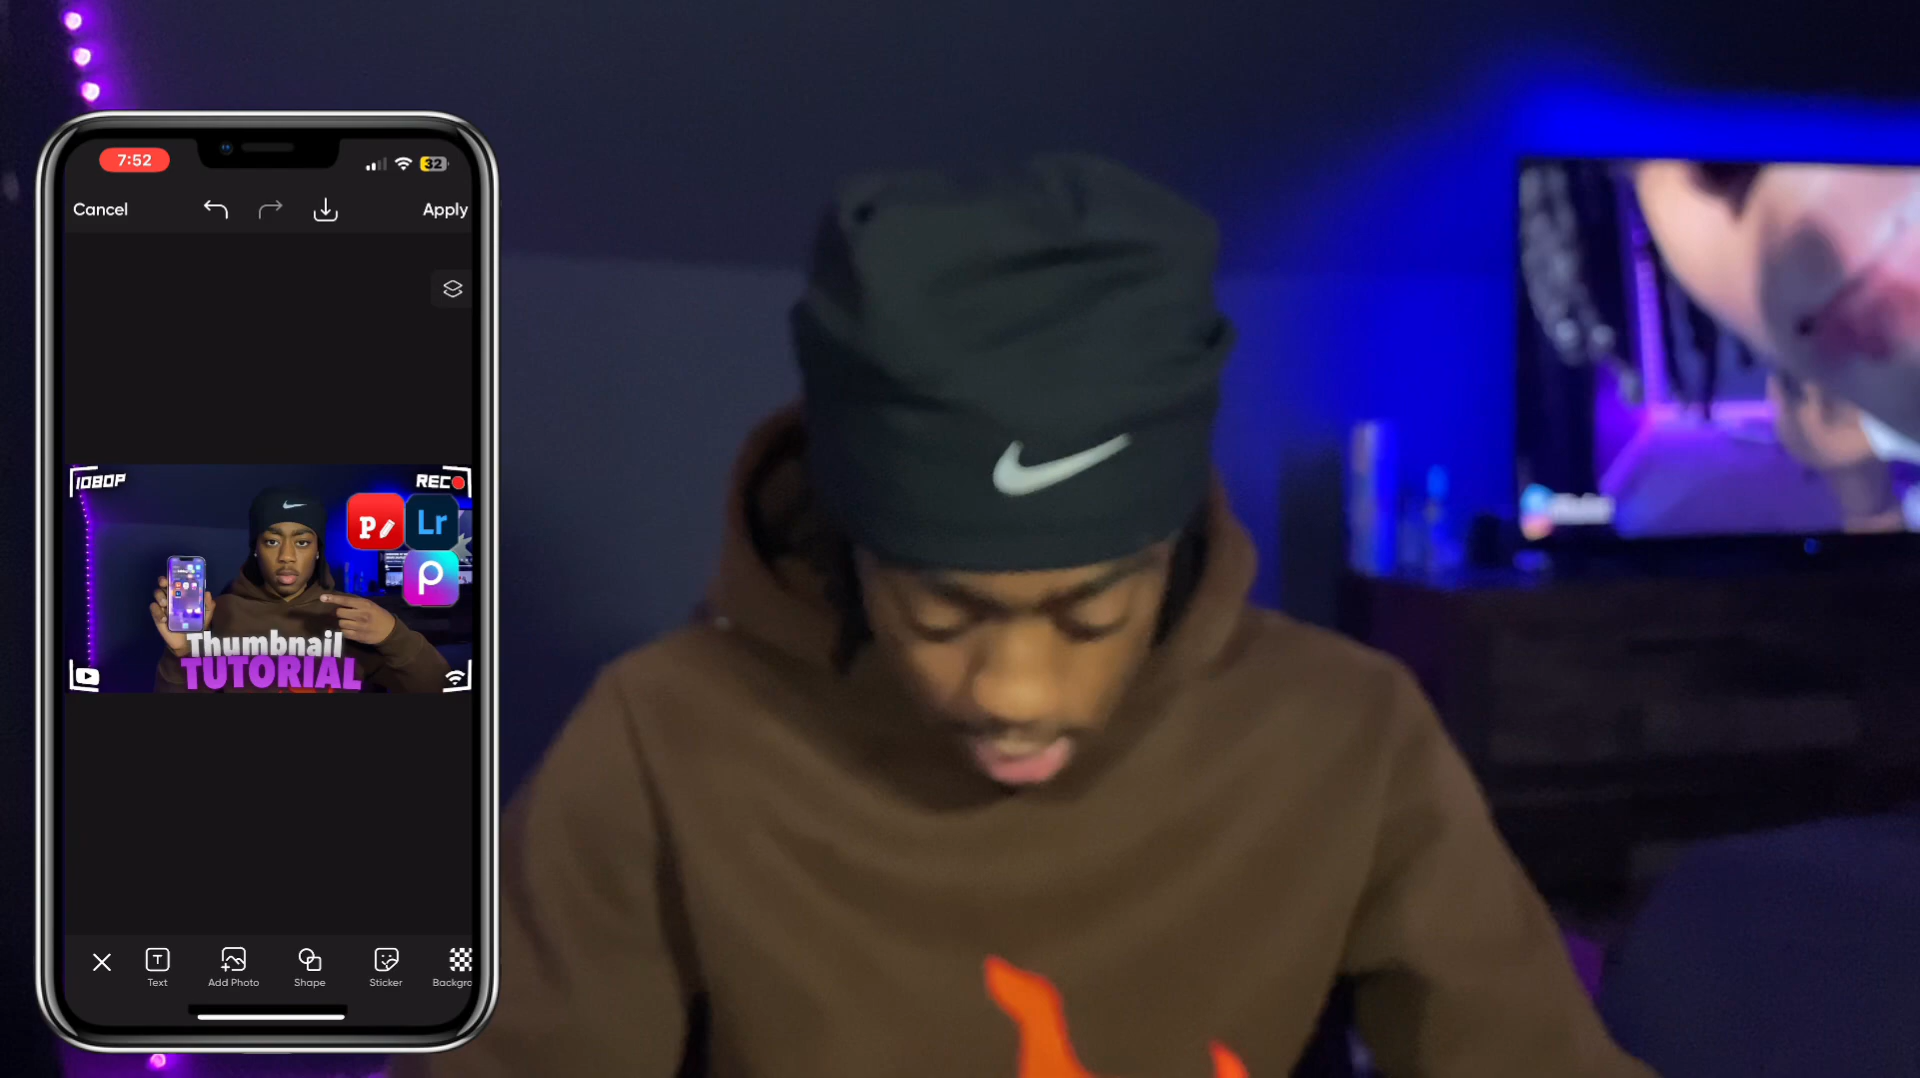 7:52
32
Cancel
Apply
1080P
REC
P
Lr
P
Thumbnail
TUTORIAL
T
Text
Add Photo
Shape
Sticker
Backgro